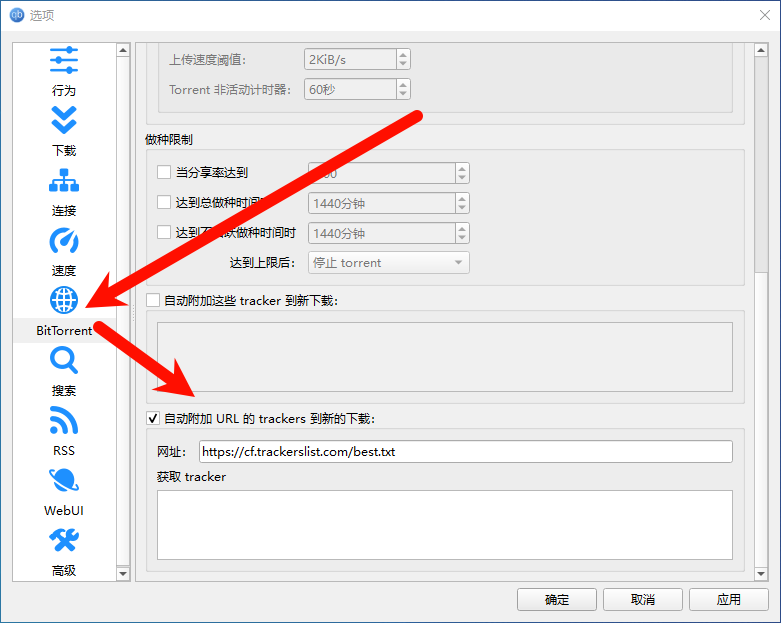 qb 选项
行为
下载
连接
速度
BitTorrent
搜索
RSS
WebUI
高级
上传速度阈值: 2KiB/s
Torrent 非活动计时器: 60秒
做种限制
当分享率达到
达到总做种时间 1440分钟
达到不活跃做种时间时 1440分钟
达到上限后: 停止 torrent
自动附加这些 tracker 到新下载:
自动附加 URL 的 trackers 到新的下载:
网址: https://cf.trackerslist.com/best.txt
获取 tracker
确定 取消 应用